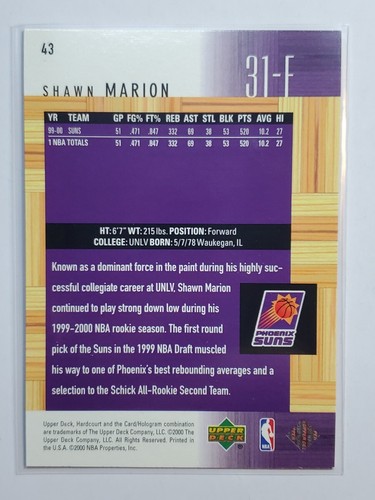 43
SHAWN MARION
31-F
YR TEAM GP FG% FT% REB AST STL BLK PTS AVG HI
99-00 SUNS 51 .471 .847 332 69 38 53 520 10.2 27
1 NBA TOTALS 51 .471 .847 332 69 38 53 520 10.2 27
HT: 6'7" WT: 215 lbs. POSITION: Forward
COLLEGE: UNLV BORN: 5/7/78 Waukegan, IL
Known as a dominant force in the paint during his highly suc-
cessful collegiate career at UNLV, Shawn Marion
continued to play strong down low during his
1999-2000 NBA rookie season. The first round
pick of the Suns in the 1999 NBA Draft muscled
his way to one of Phoenix's best rebounding averages and a
selection to the Schick All-Rookie Second Team.
PHOENIX
SUNS
Upper Deck, Hardcourt and the Card/Hologram combination
are trademarks of The Upper Deck Company, LLC. ©2000 The
Upper Deck Company, LLC. All Rights Reserved. Printed in
the U.S.A. ©2000 NBA Properties, Inc.
UPPER
DECK
NBA